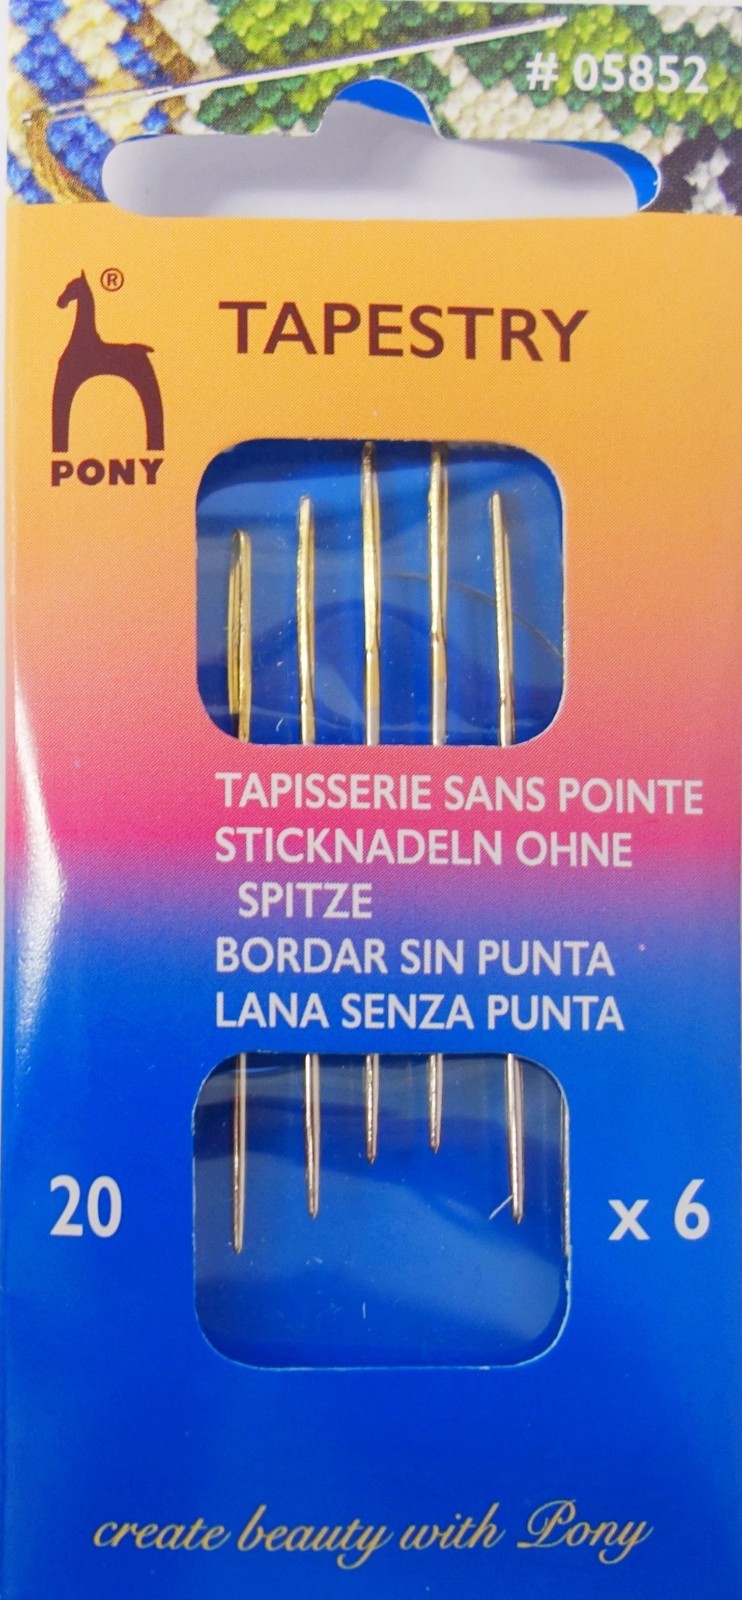 # 05852
®
TAPESTRY
PONY
TAPISSERIE SANS POINTE
STICKNADELN OHNE
SPITZE
BORDAR SIN PUNTA
LANA SENZA PUNTA
20 x 6
create beauty with Pony